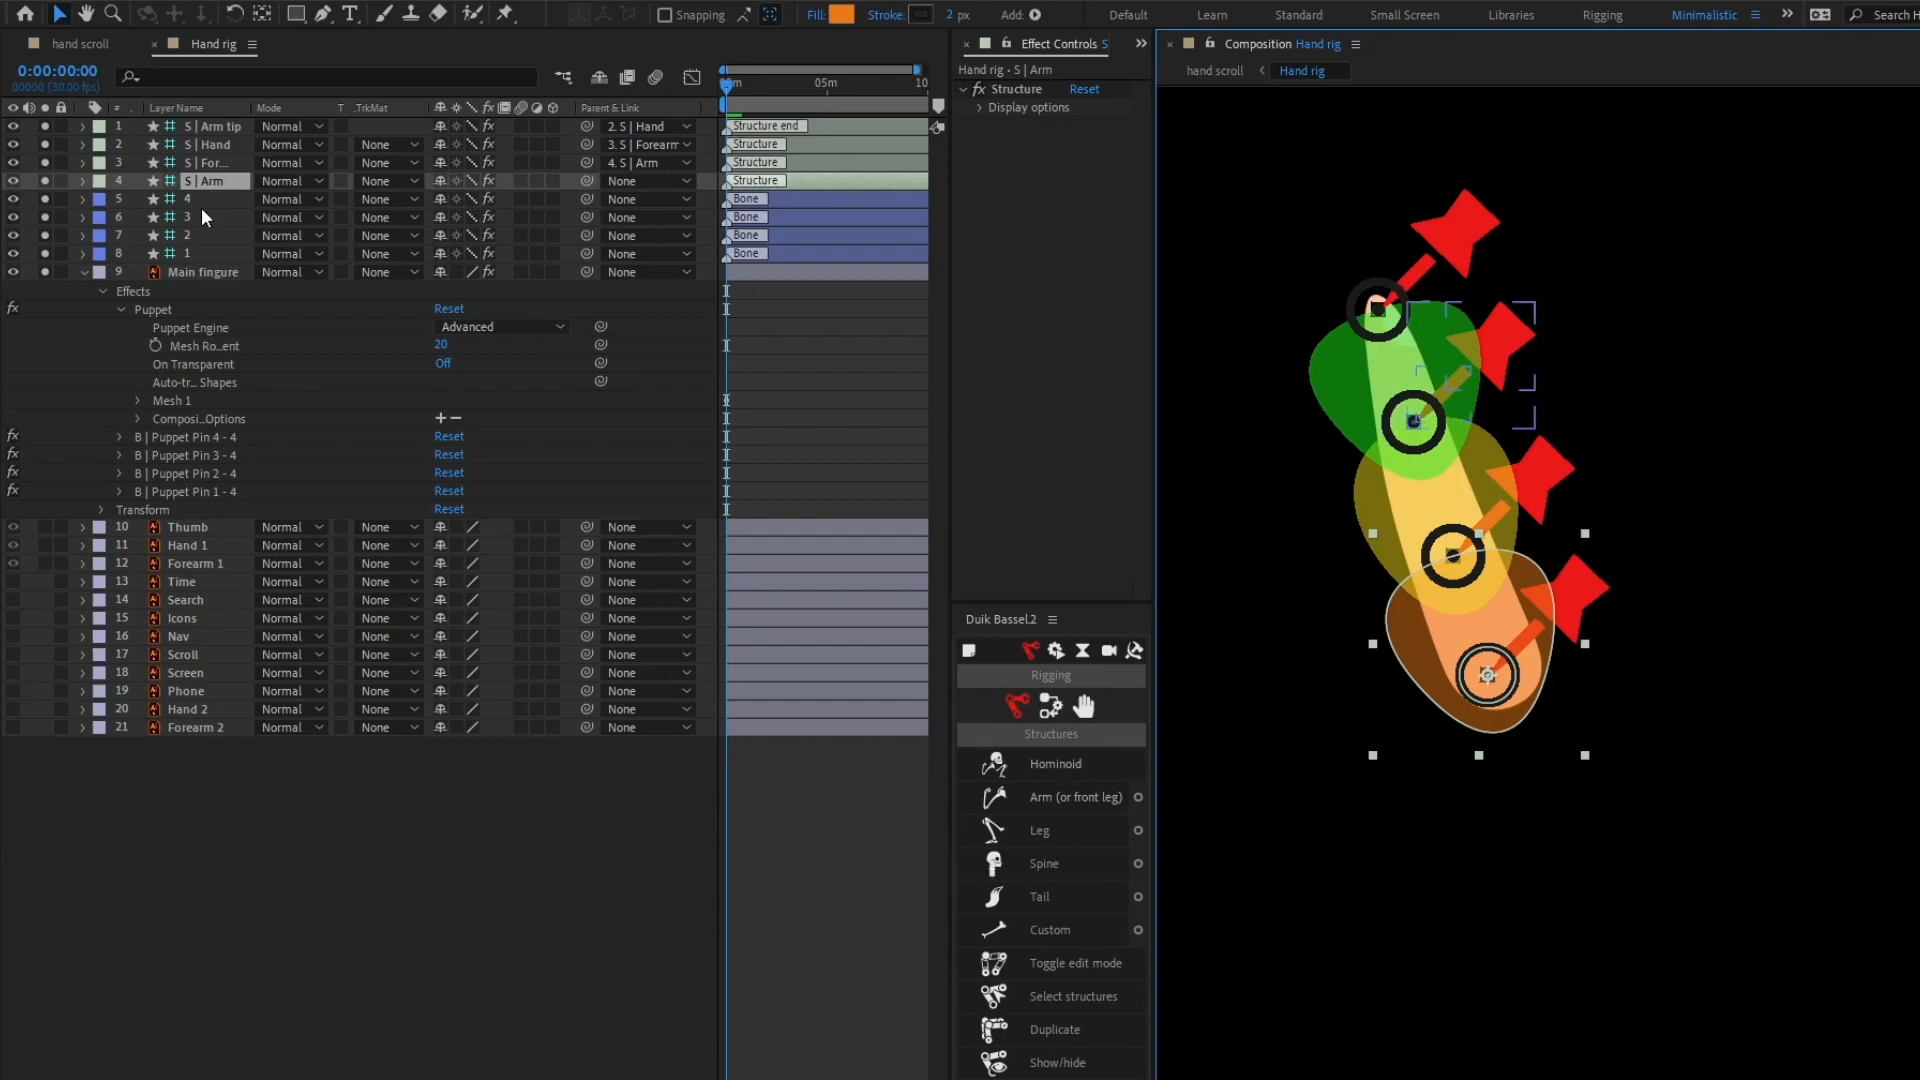 Snapping Fill: Stroke: 2 px Add: Default Learn Standard Small Screen Libraries Rigging Minimalistic Search H
hand scroll Hand rig Effect Controls S Composition Hand rig
0:00:00:00
00000 (30.00 fps)
Hand rig • S | Arm
hand scroll Hand rig
05m 10
Structure Reset
Display options
# Layer Name Mode T .TrkMat Parent & Link
1 S | Arm tip Normal 2. S | Hand Structure end
2 S | Hand Normal None 3. S | Forearm Structure
3 S | For... Normal None 4. S | Arm Structure
4 S | Arm Normal None None Structure
5 4 Normal None None Bone
6 3 Normal None None Bone
7 2 Normal None None Bone
8 1 Normal None None Bone
9 Main fingure Normal None None
Effects
Puppet Reset
Puppet Engine Advanced
Mesh Ro...ent 20
On Transparent Off
Auto-tr... Shapes
Mesh 1
Composi...Options
B | Puppet Pin 4 - 4 Reset
B | Puppet Pin 3 - 4 Reset
B | Puppet Pin 2 - 4 Reset
B | Puppet Pin 1 - 4 Reset
Transform Reset
10 Thumb Normal None None
11 Hand 1 Normal None None
12 Forearm 1 Normal None None
13 Time Normal None None
14 Search Normal None None
15 Icons Normal None None
16 Nav Normal None None
17 Scroll Normal None None
18 Screen Normal None None
19 Phone Normal None None
20 Hand 2 Normal None None
21 Forearm 2 Normal None None
Duik Bassel.2
Rigging
Structures
Hominoid
Arm (or front leg)
Leg
Spine
Tail
Custom
Toggle edit mode
Select structures
Duplicate
Show/hide